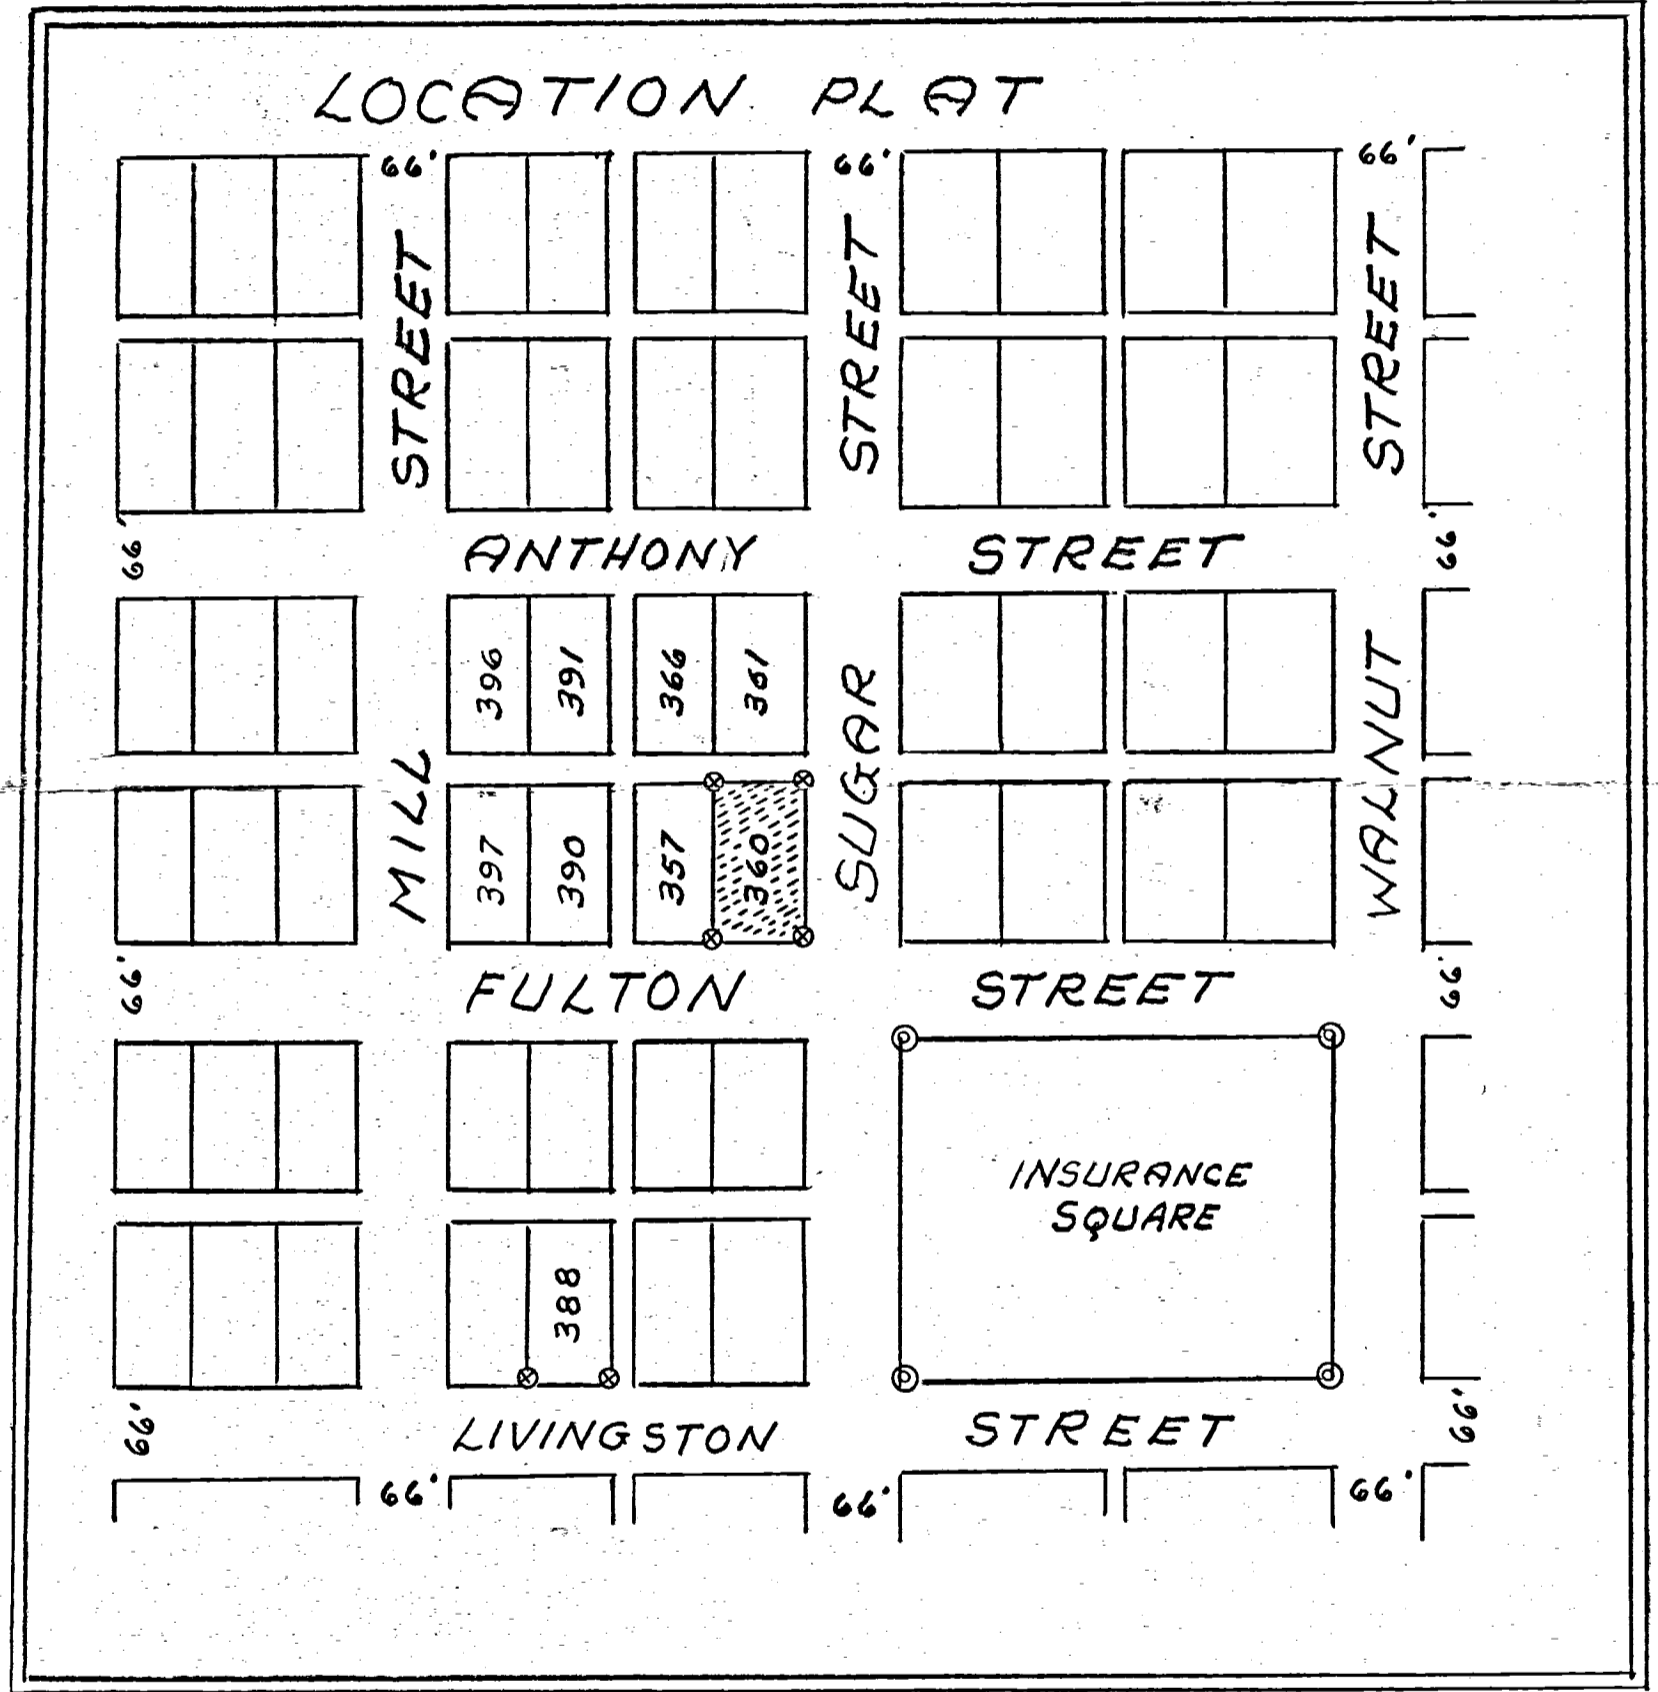 LOCATION PLAT
66' 66' 66'
STREET STREET STREET
66' ANTHONY STREET 66'
396 391 366 361
MILL SUGAR WALNUT
397 390 357 360
66' FULTON STREET 66'
INSURANCE
SQUARE
388
66' LIVINGSTON STREET 66'
66' 66' 66'